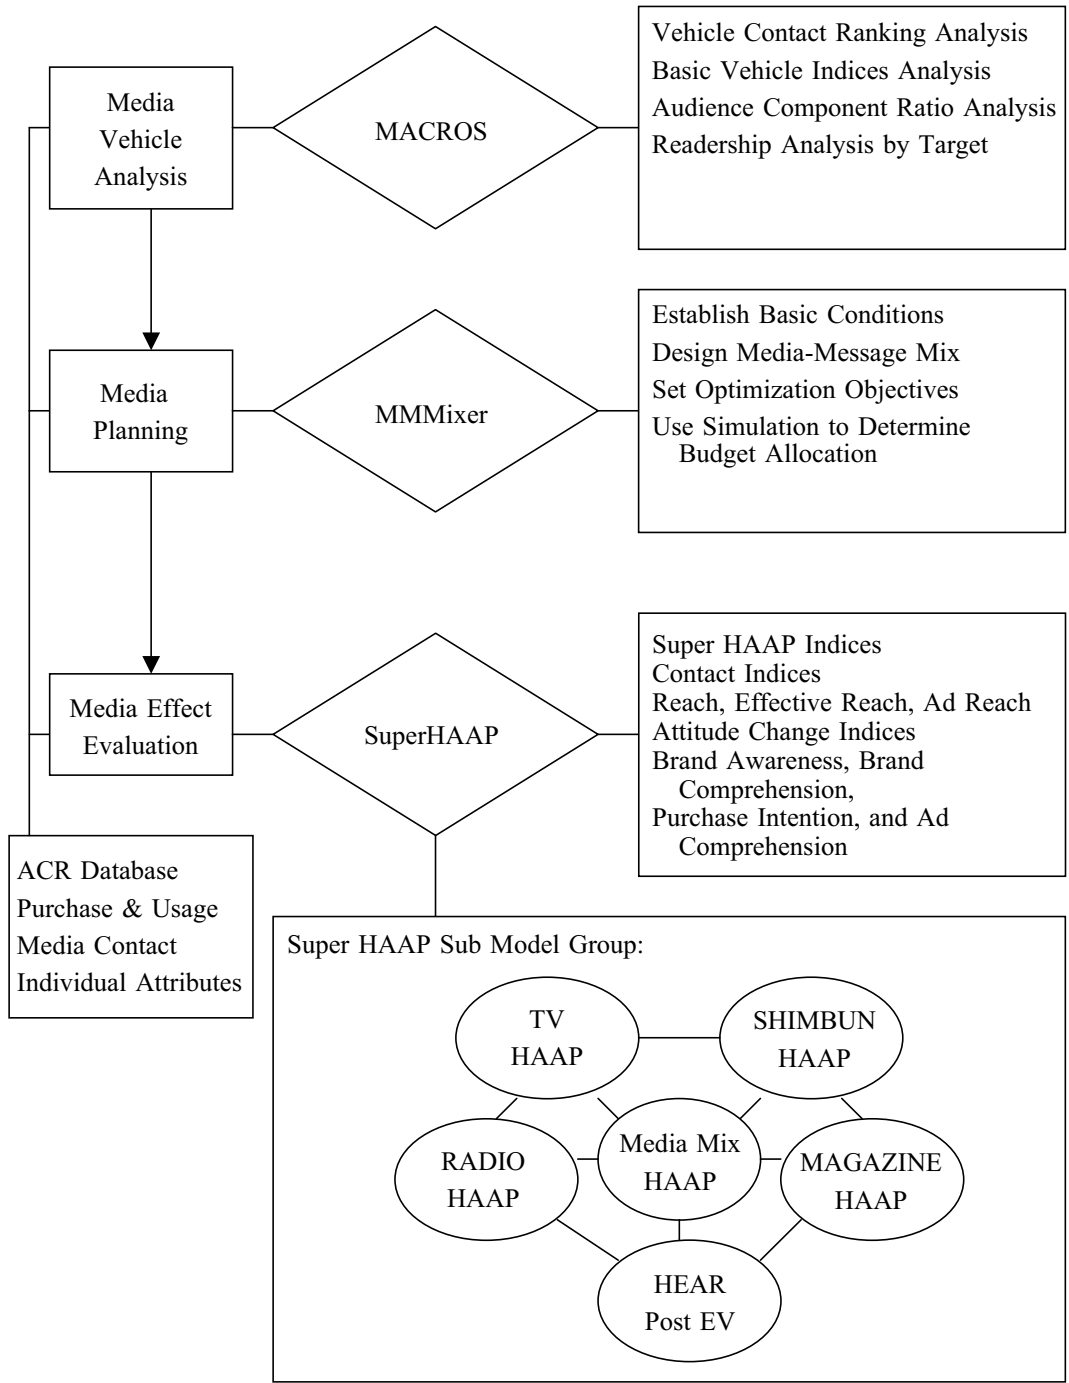 Media
Vehicle
Analysis
MACROS
Vehicle Contact Ranking Analysis
Basic Vehicle Indices Analysis
Audience Component Ratio Analysis
Readership Analysis by Target
Media
Planning
MMMixer
Establish Basic Conditions
Design Media-Message Mix
Set Optimization Objectives
Use Simulation to Determine
Budget Allocation
Media Effect
Evaluation
SuperHAAP
Super HAAP Indices
Contact Indices
Reach, Effective Reach, Ad Reach
Attitude Change Indices
Brand Awareness, Brand
Comprehension,
Purchase Intention, and Ad
Comprehension
ACR Database
Purchase & Usage
Media Contact
Individual Attributes
Super HAAP Sub Model Group:
TV
HAAP
SHIMBUN
HAAP
RADIO
HAAP
Media Mix
HAAP
MAGAZINE
HAAP
HEAR
Post EV